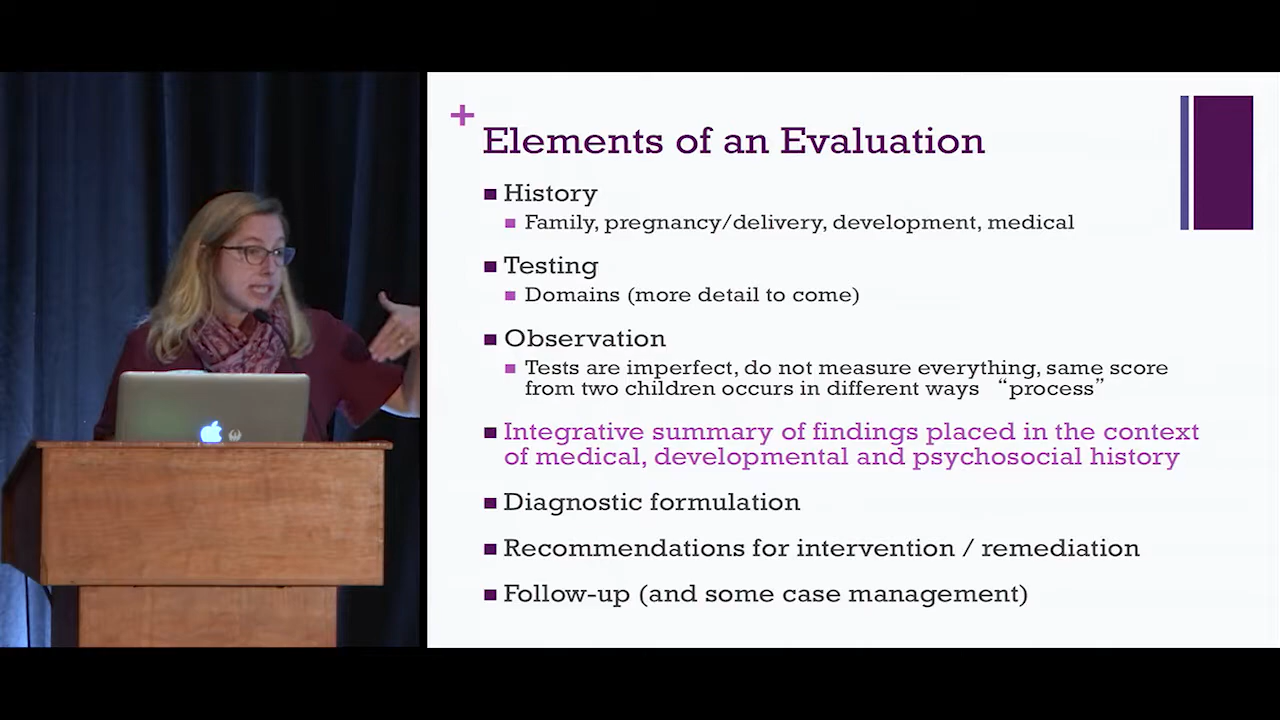 +
Elements of an Evaluation
■ History
■ Family, pregnancy/delivery, development, medical
■ Testing
■ Domains (more detail to come)
■ Observation
■ Tests are imperfect, do not measure everything, same score
from two children occurs in different ways “process”
■ Integrative summary of findings placed in the context
of medical, developmental and psychosocial history
■ Diagnostic formulation
■ Recommendations for intervention / remediation
■ Follow-up (and some case management)